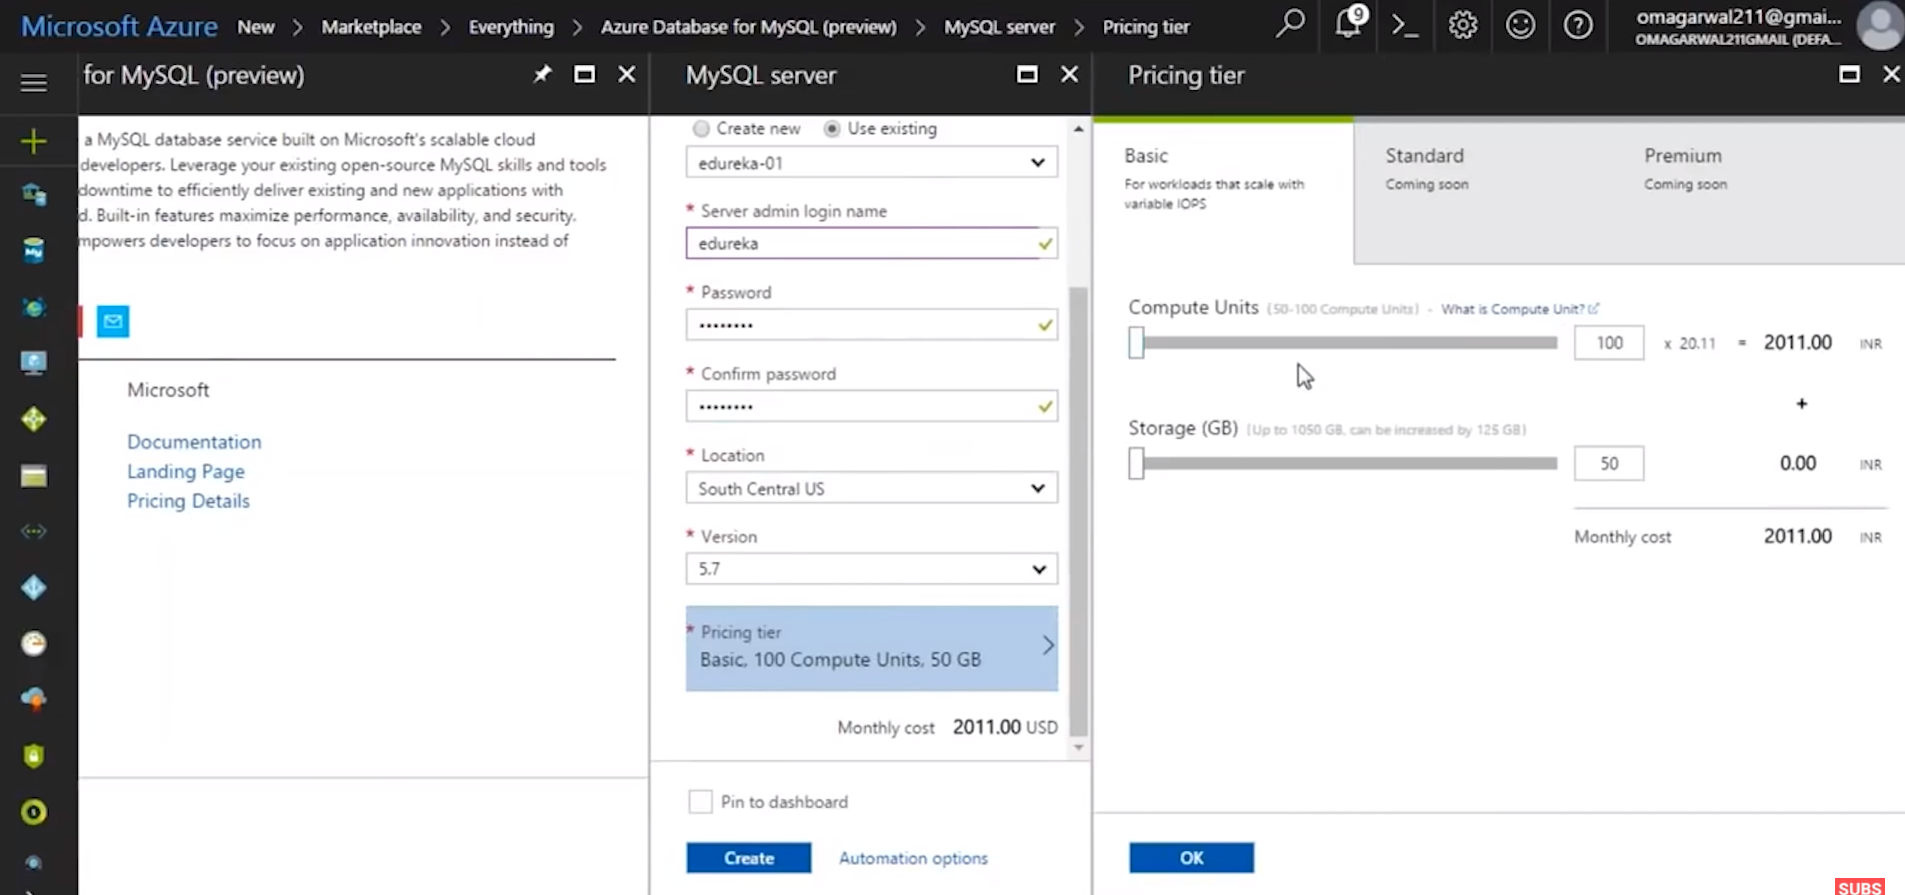 Microsoft Azure New > Marketplace > Everything > Azure Database for MySQL (preview) > MySQL server > Pricing tier
9
omagarwal211@gmai...
OMAGARWAL211GMAIL (DEFA...
for MySQL (preview)
a MySQL database service built on Microsoft's scalable cloud
developers. Leverage your existing open-source MySQL skills and tools
downtime to efficiently deliver existing and new applications with
d. Built-in features maximize performance, availability, and security.
mpowers developers to focus on application innovation instead of
Microsoft
Documentation
Landing Page
Pricing Details
MySQL server
Create new Use existing
edureka-01
* Server admin login name
edureka
* Password
••••••••
* Confirm password
••••••••
* Location
South Central US
* Version
5.7
* Pricing tier
Basic, 100 Compute Units, 50 GB
Monthly cost 2011.00 USD
Pin to dashboard
Create Automation options
Pricing tier
Basic
For workloads that scale with
variable IOPS
Standard
Coming soon
Premium
Coming soon
Compute Units (50-100 Compute Units) - What is Compute Unit?
100 x 20.11 = 2011.00 INR
+
Storage (GB) (Up to 1050 GB, can be increased by 125 GB)
50 0.00 INR
Monthly cost 2011.00 INR
OK
SUBS